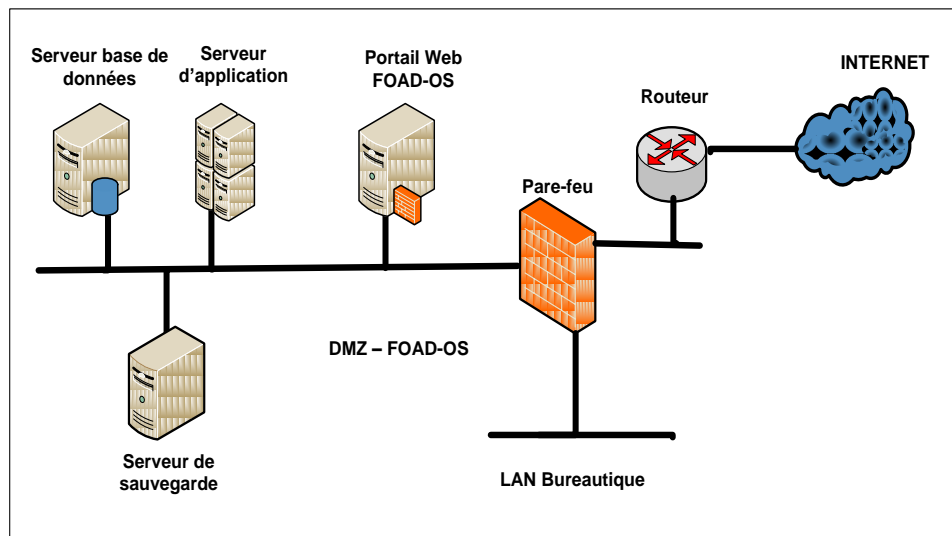 Serveur base de
données
Serveur
d'application
Portail Web
FOAD-OS
INTERNET
Routeur
Pare-feu
DMZ – FOAD-OS
Serveur de
sauvegarde
LAN Bureautique